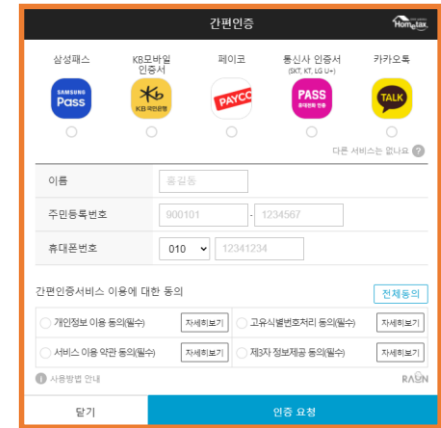 간편인증
Hometax
삼성패스
KB모바일
인증서
페이코
통신사 인증서
(SKT, KT, LG U+)
카카오톡
SAMSUNG
Pass
KB 국민은행
PAYCO
PASS
휴대전화 인증
TALK
다른 서비스는 없나요 ?
이름
홍길동
주민등록번호
900101 - 1234567
휴대폰번호
010 12341234
간편인증서비스 이용에 대한 동의
전체동의
개인정보 이용 동의(필수) 자세히보기
고유식별번호처리 동의(필수) 자세히보기
서비스 이용 약관 동의(필수) 자세히보기
제3자 정보제공 동의(필수) 자세히보기
사용방법 안내
RAON
닫기
인증 요청